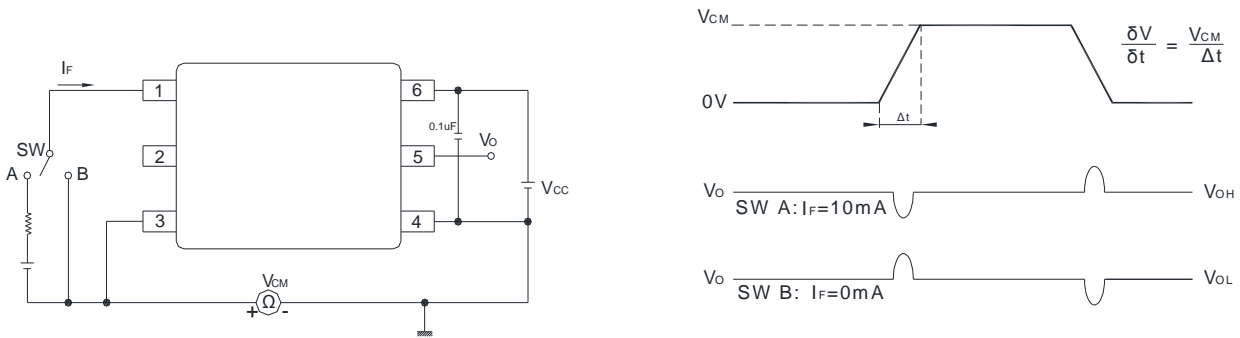 IF
1
2
3
6
5
4
0.1uF
VO
VCC
SW
A
B
VCM
Ω
+
-
VCM
0V
Δt
δV/δt = VCM/Δt
VO
SW A: IF=10mA
VOH
VO
SW B: IF=0mA
VOL